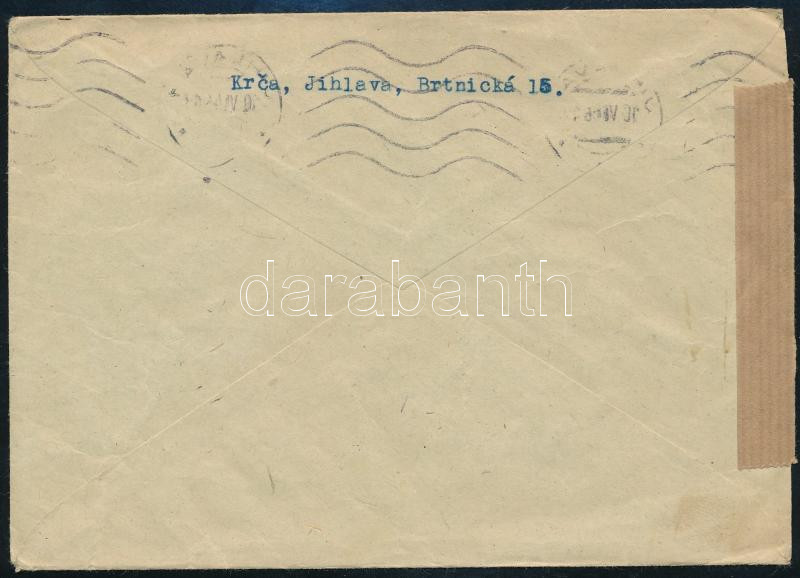 Krča, Jihlava, Brtnická 15.
darabanth